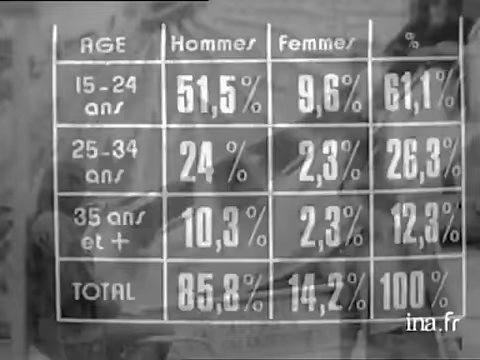 AGE Hommes Femmes %
15-24 ans 51,5% 9,6% 61,1%
25-34 ans 24 % 2,3% 26,3%
35 ans et + 10,3% 2,3% 12,3%
TOTAL 85,8% 14,2% 100%
ina.fr